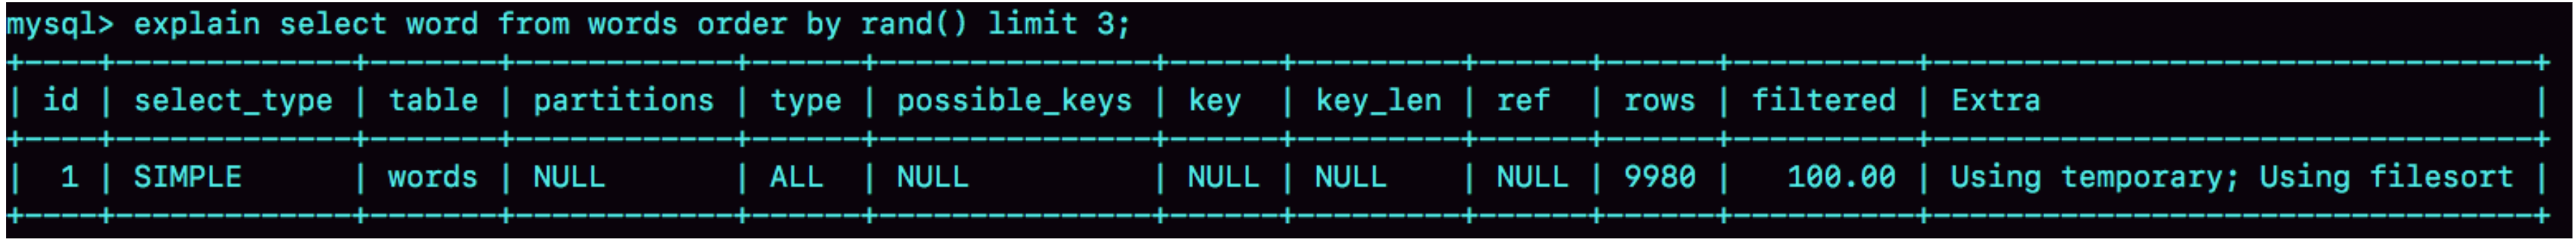 mysql> explain select word from words order by rand() limit 3;
+----+-------------+-------+------------+------+---------------+------+---------+------+------+----------+---------------------------------+
| id | select_type | table | partitions | type | possible_keys | key  | key_len | ref  | rows | filtered | Extra                           |
+----+-------------+-------+------------+------+---------------+------+---------+------+------+----------+---------------------------------+
|  1 | SIMPLE      | words | NULL       | ALL  | NULL          | NULL | NULL    | NULL | 9980 |   100.00 | Using temporary; Using filesort |
+----+-------------+-------+------------+------+---------------+------+---------+------+------+----------+---------------------------------+